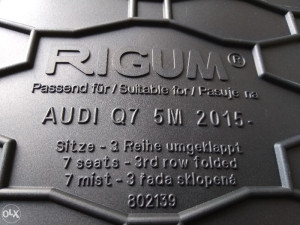 RIGUM®
Passend für / Suitable for / Pasuje na
AUDI Q7 5M 2015-
Sitze - 3 Reihe umgeklappt
7 seats - 3rd row folded
7 míst - 3 řada sklopená
802139
olx